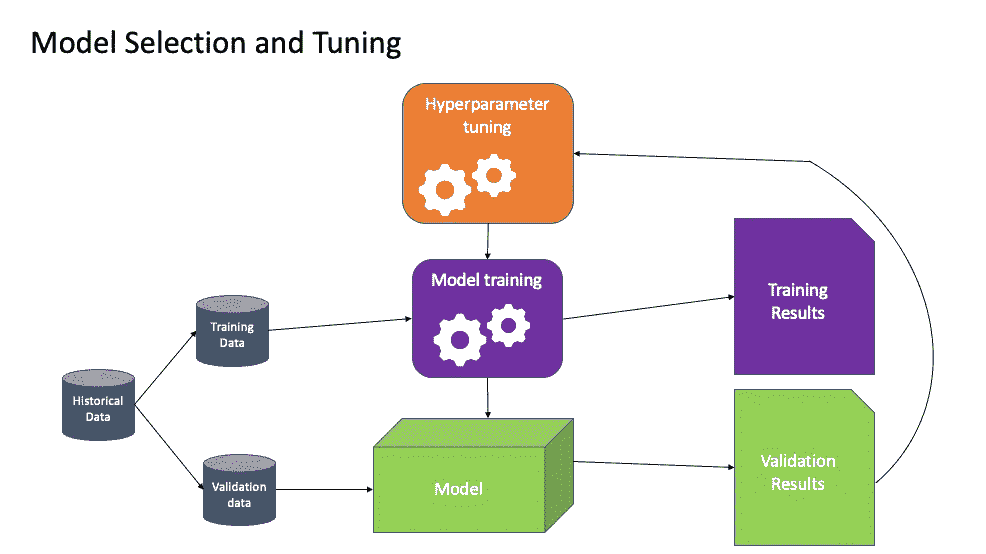 Model Selection and Tuning
Hyperparameter
tuning
Model training
Training
Results
Training
Data
Historical
Data
Validation
data
Model
Validation
Results